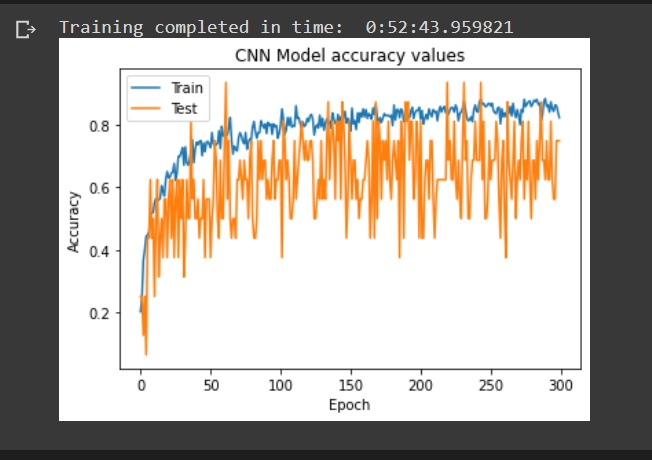 Training completed in time:  0:52:43.959821
CNN Model accuracy values
Train
Test
0.8
0.6
0.4
0.2
Accuracy
0 50 100 150 200 250 300
Epoch